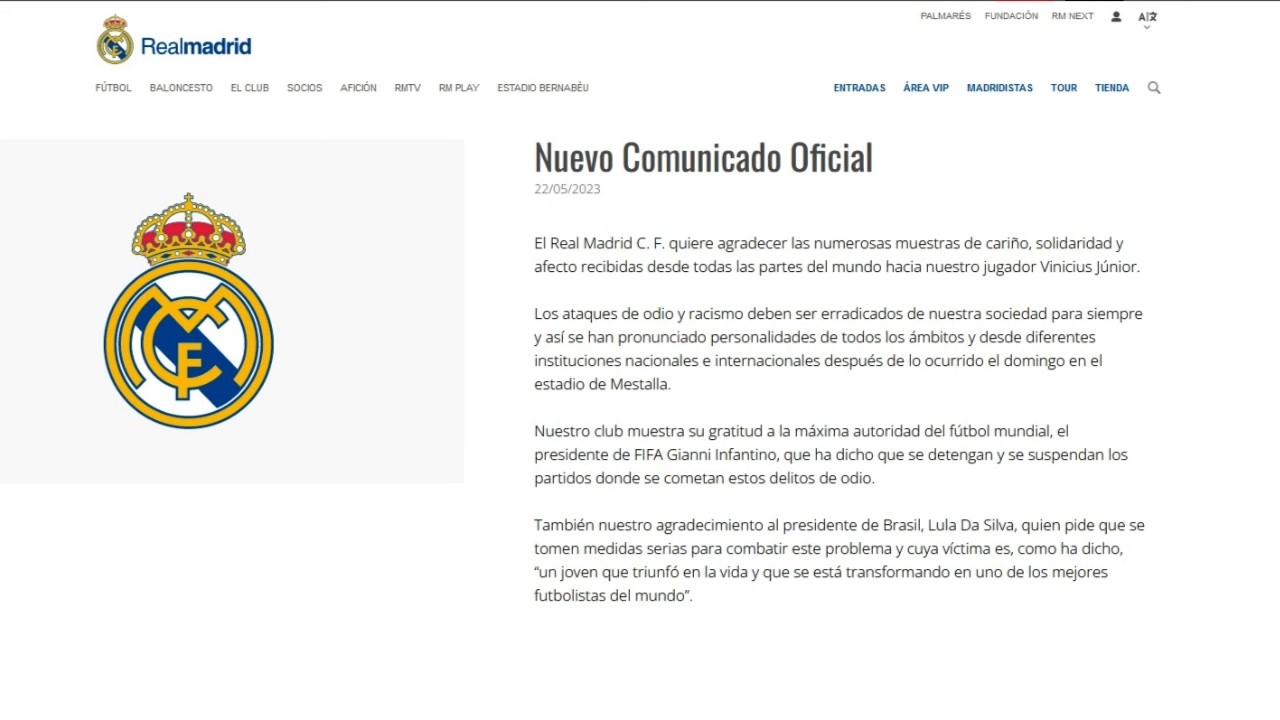 PALMARÉS FUNDACIÓN RM NEXT
Realmadrid
FÚTBOL BALONCESTO EL CLUB SOCIOS AFICIÓN RMTV RM PLAY ESTADIO BERNABÉU ENTRADAS ÁREA VIP MADRIDISTAS TOUR TIENDA
Nuevo Comunicado Oficial
22/05/2023
El Real Madrid C. F. quiere agradecer las numerosas muestras de cariño, solidaridad y
afecto recibidas desde todas las partes del mundo hacia nuestro jugador Vinicius Júnior.
Los ataques de odio y racismo deben ser erradicados de nuestra sociedad para siempre
y así se han pronunciado personalidades de todos los ámbitos y desde diferentes
instituciones nacionales e internacionales después de lo ocurrido el domingo en el
estadio de Mestalla.
Nuestro club muestra su gratitud a la máxima autoridad del fútbol mundial, el
presidente de FIFA Gianni Infantino, que ha dicho que se detengan y se suspendan los
partidos donde se cometan estos delitos de odio.
También nuestro agradecimiento al presidente de Brasil, Lula Da Silva, quien pide que se
tomen medidas serias para combatir este problema y cuya víctima es, como ha dicho,
“un joven que triunfó en la vida y que se está transformando en uno de los mejores
futbolistas del mundo”.